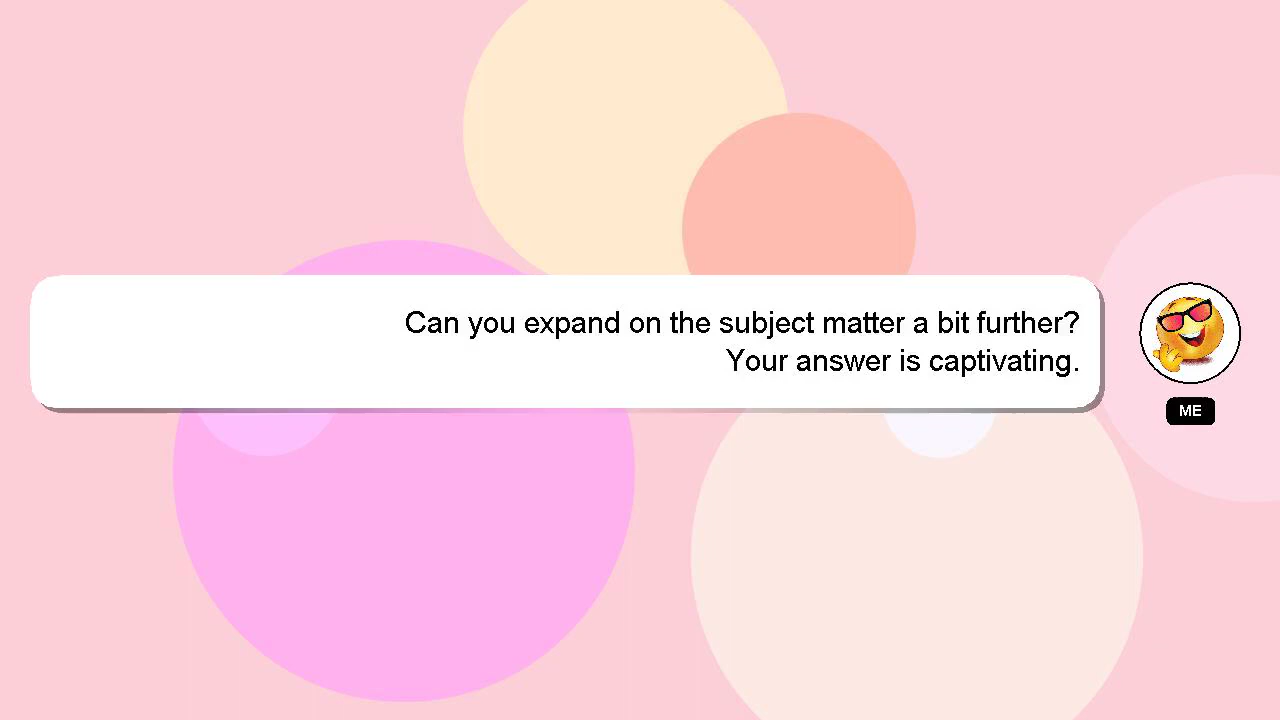 Can you expand on the subject matter a bit further?
Your answer is captivating.
ME